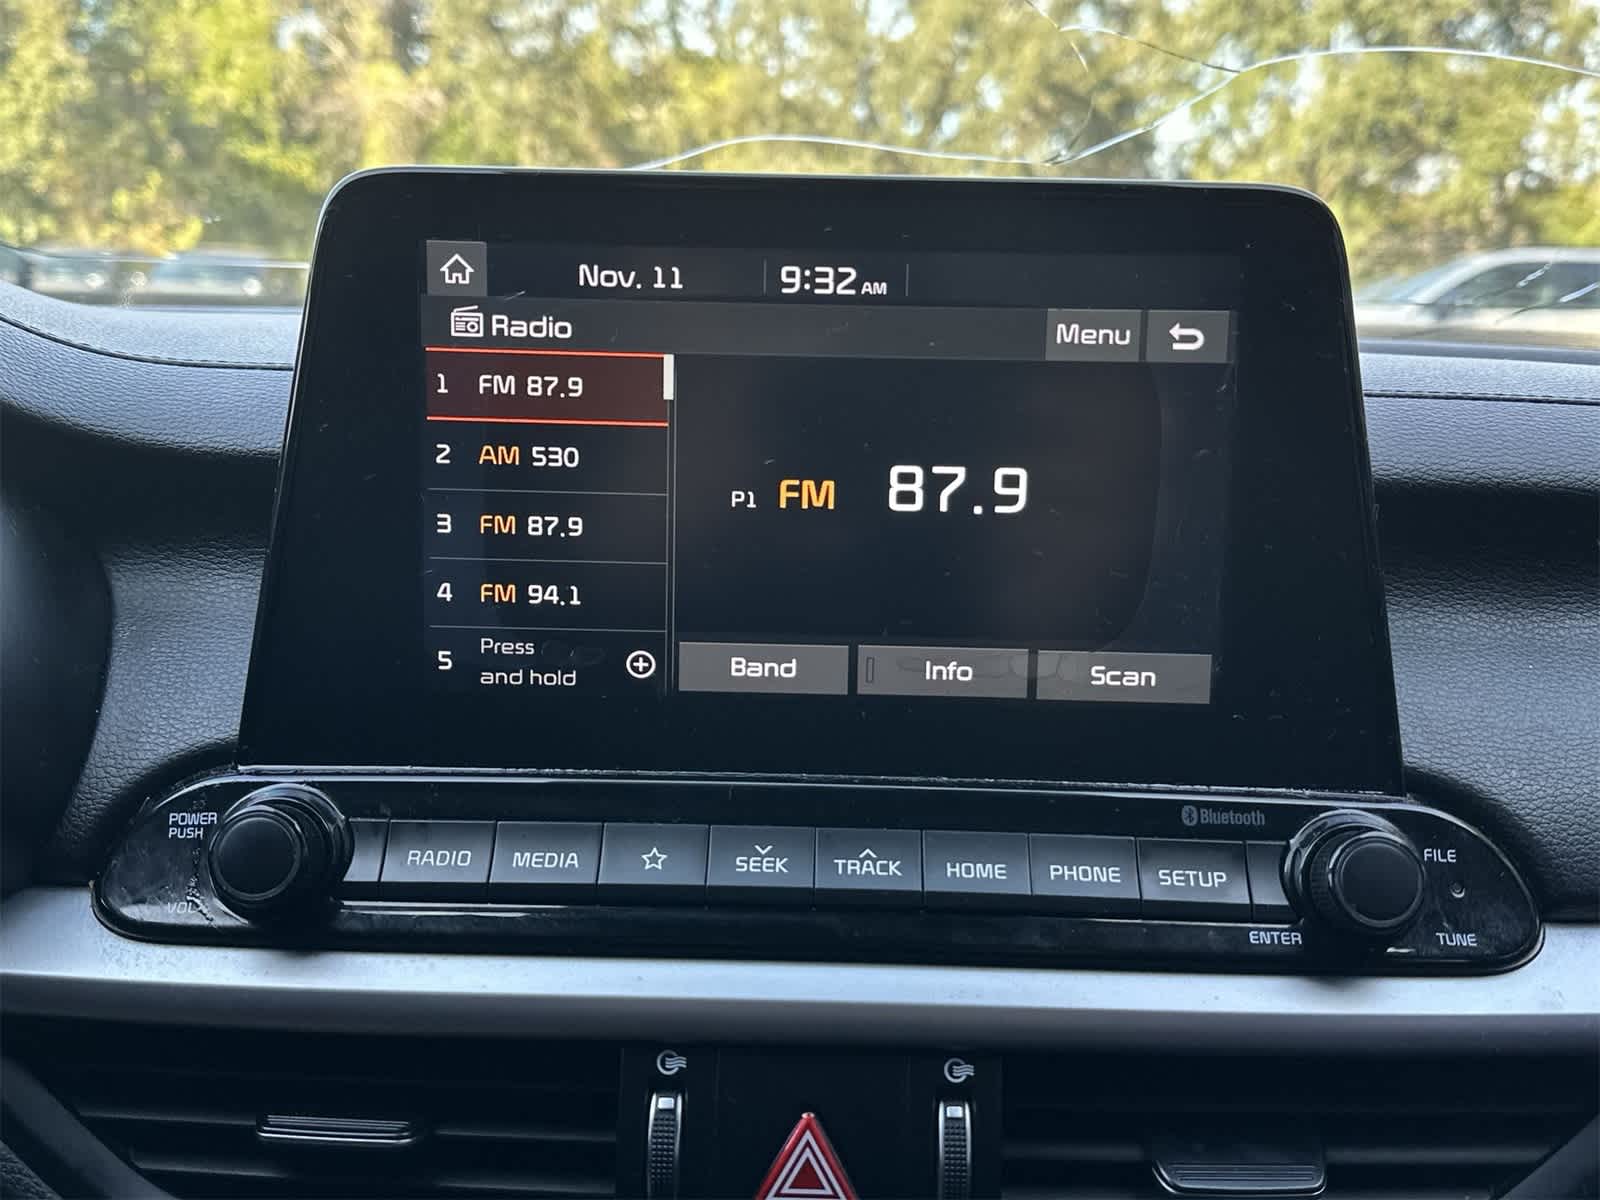 Nov. 11 9:32 AM
Radio
Menu
1 FM 87.9
2 AM 530
3 FM 87.9
4 FM 94.1
5 Press
and hold
P1 FM 87.9
Band Info Scan
Bluetooth
POWER
PUSH
VOL
RADIO MEDIA SEEK TRACK HOME PHONE SETUP
FILE
ENTER
TUNE